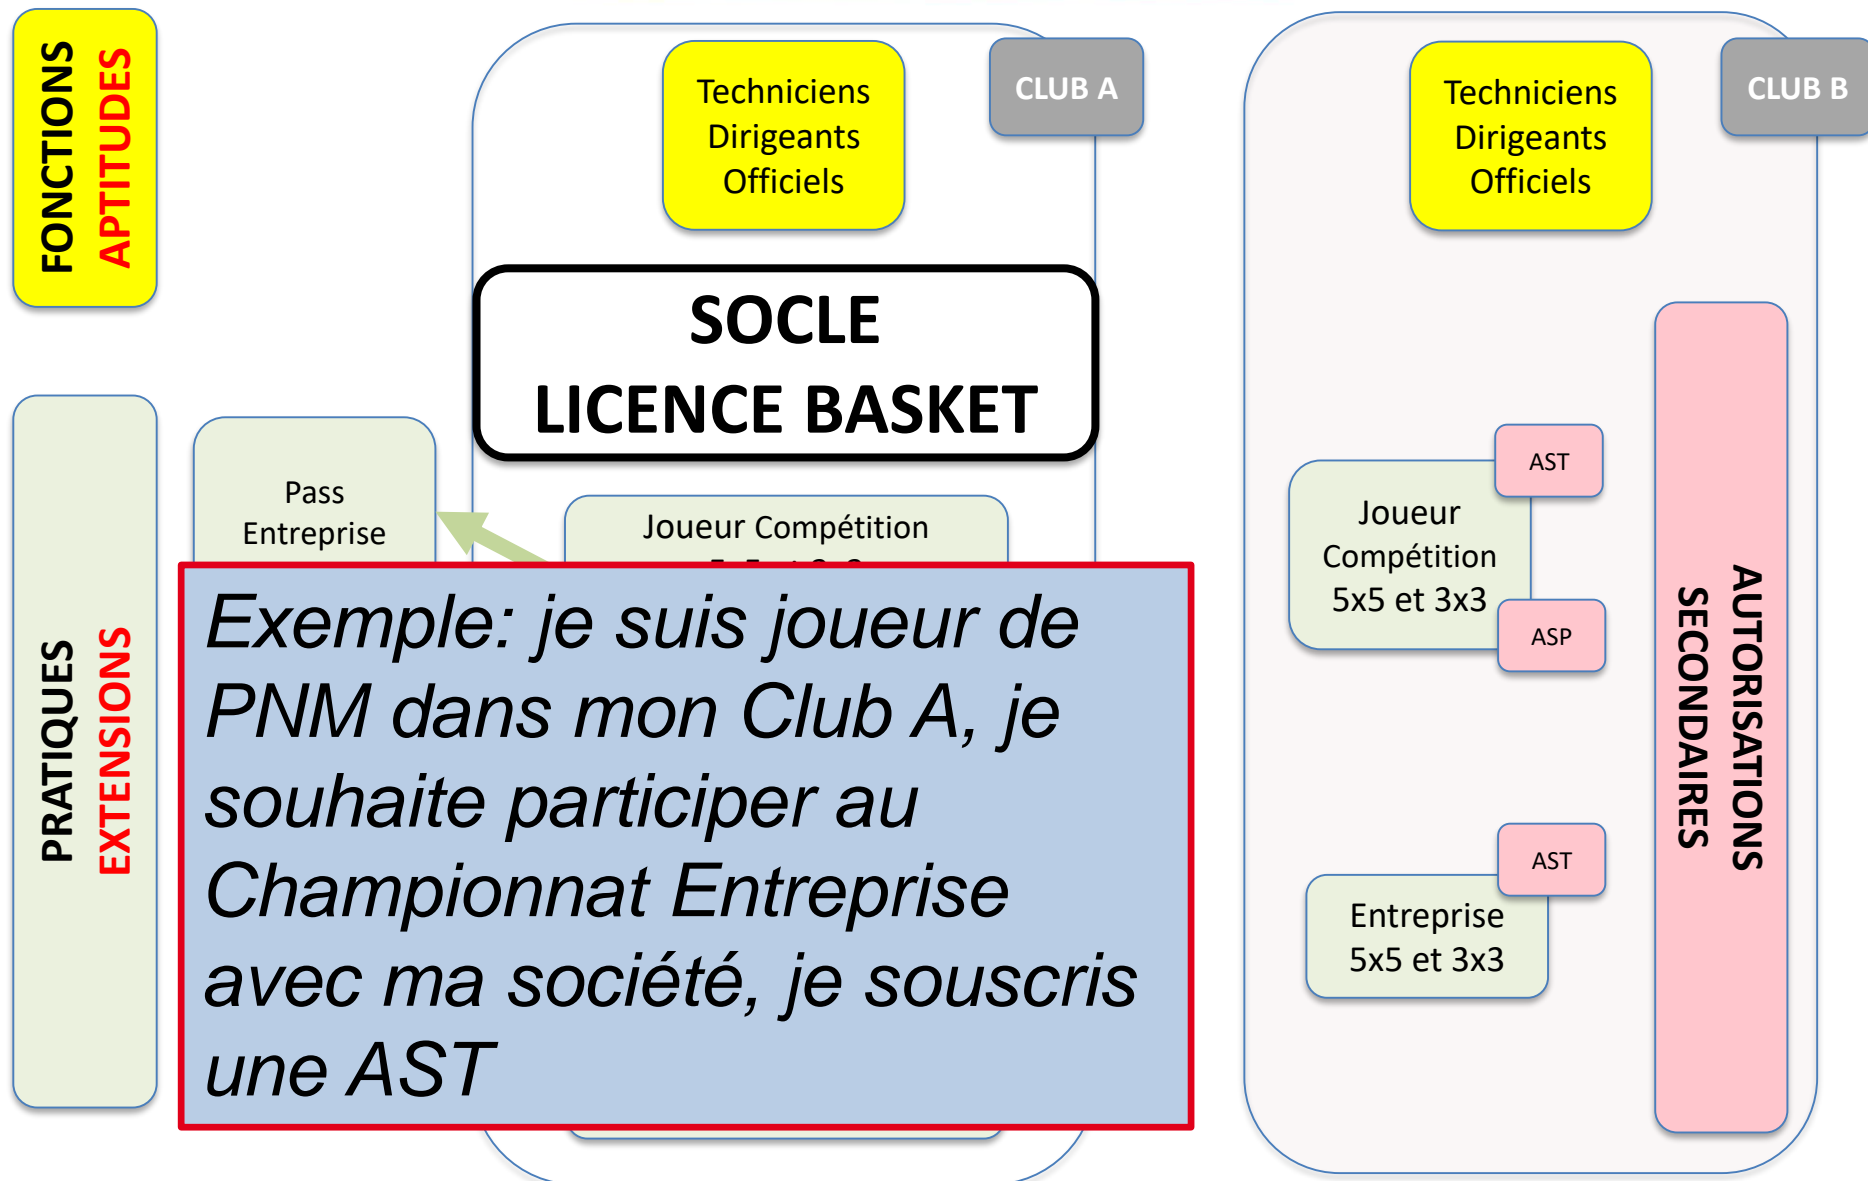 FONCTIONS
APTITUDES
Techniciens
Dirigeants
Officiels
CLUB A
Techniciens
Dirigeants
Officiels
CLUB B
SOCLE
LICENCE BASKET
PRATIQUES
EXTENSIONS
Pass
Entreprise
Joueur Compétition
Exemple: je suis joueur de
PNM dans mon Club A, je
souhaite participer au
Championnat Entreprise
avec ma société, je souscris
une AST
AST
Joueur
Compétition
5x5 et 3x3
ASP
AST
Entreprise
5x5 et 3x3
AUTORISATIONS
SECONDAIRES